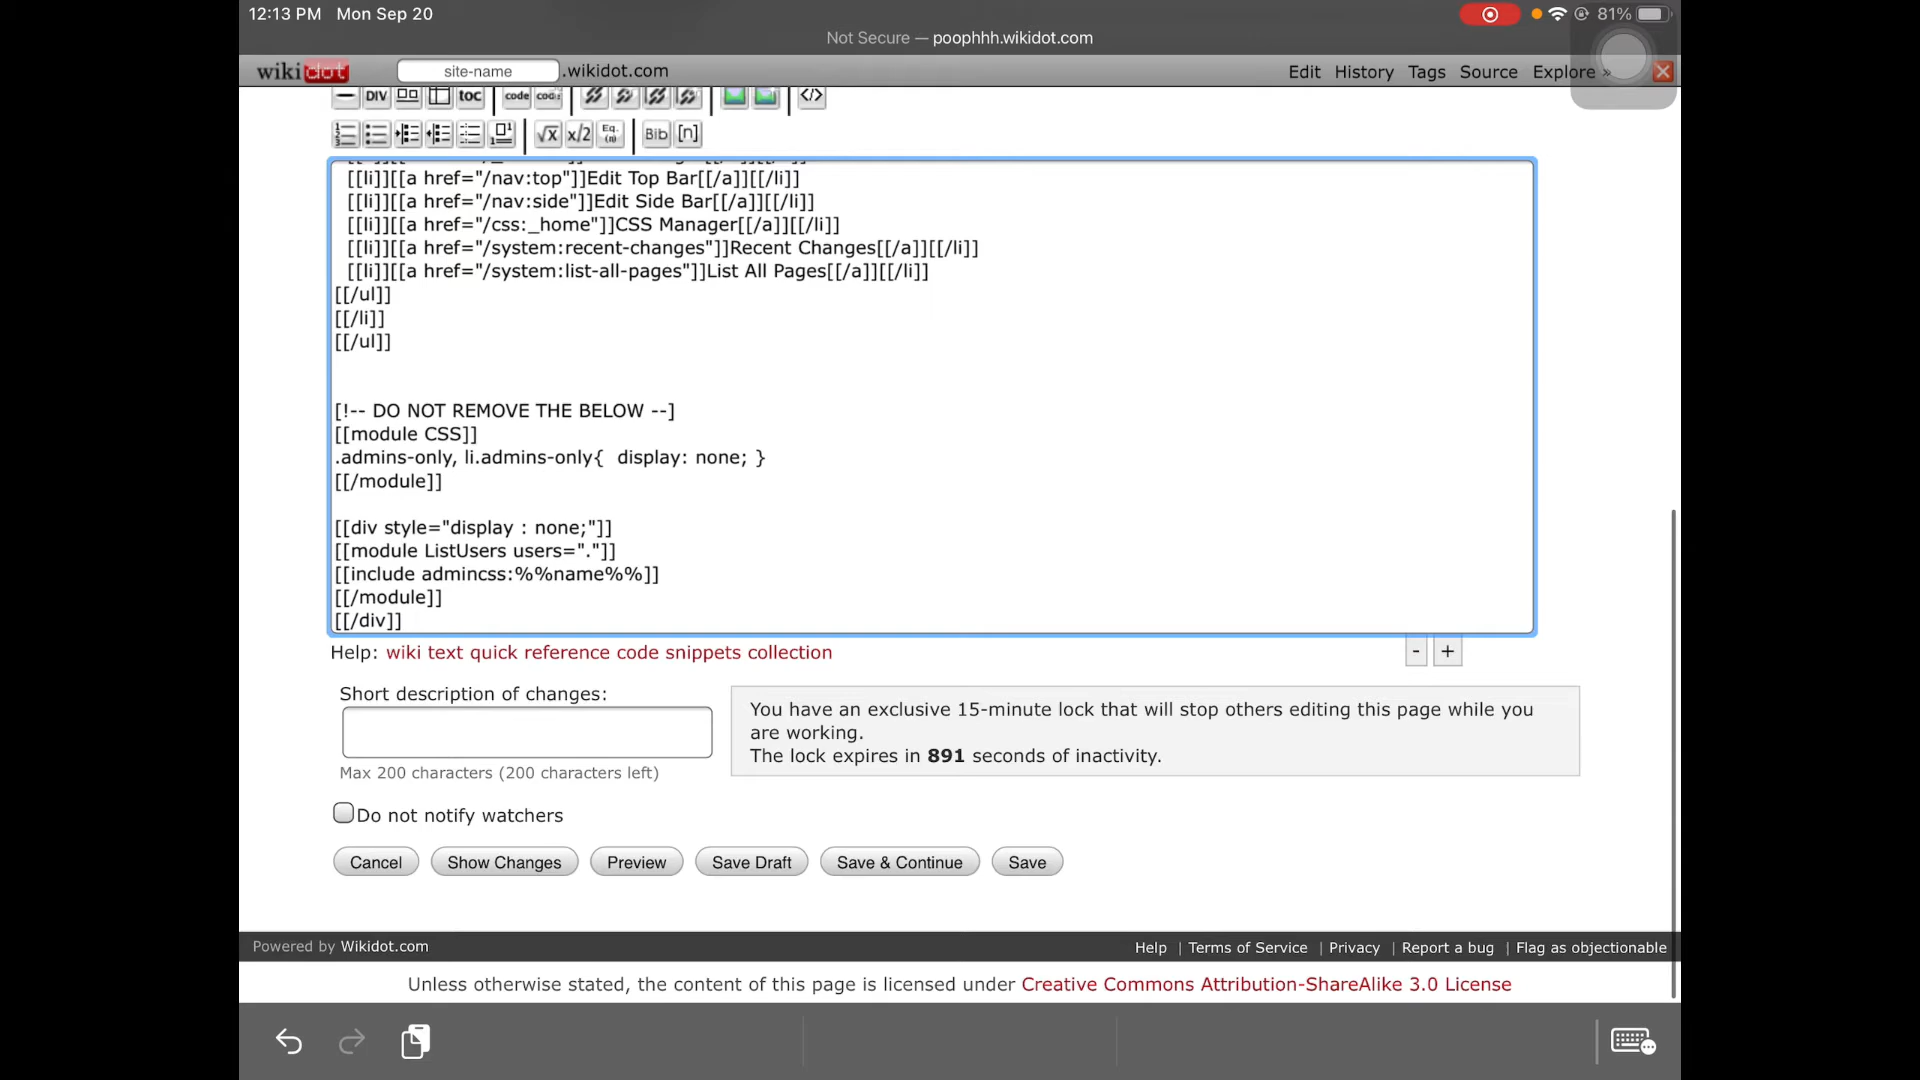 12:13 PM Mon Sep 20
81%
Not Secure — poophhh.wikidot.com
wikidot site-name .wikidot.com Edit History Tags Source Explore »
DIV toc code
√x x/2 Eq. (n) Bib [n]
[[li]][[a href="/nav:top"]]Edit Top Bar[[/a]][[/li]]
[[li]][[a href="/nav:side"]]Edit Side Bar[[/a]][[/li]]
[[li]][[a href="/css:_home"]]CSS Manager[[/a]][[/li]]
[[li]][[a href="/system:recent-changes"]]Recent Changes[[/a]][[/li]]
[[li]][[a href="/system:list-all-pages"]]List All Pages[[/a]][[/li]]
[[/ul]]
[[/li]]
[[/ul]]
[!-- DO NOT REMOVE THE BELOW --]
[[module CSS]]
.admins-only, li.admins-only{  display: none; }
[[/module]]
[[div style="display : none;"]]
[[module ListUsers users="."]]
[[include admincss:%%name%%]]
[[/module]]
[[/div]]
Help: wiki text quick reference code snippets collection
- +
Short description of changes:
Max 200 characters (200 characters left)
You have an exclusive 15-minute lock that will stop others editing this page while you
are working.
The lock expires in 891 seconds of inactivity.
Do not notify watchers
Cancel Show Changes Preview Save Draft Save & Continue Save
Powered by Wikidot.com
Help | Terms of Service | Privacy | Report a bug | Flag as objectionable
Unless otherwise stated, the content of this page is licensed under Creative Commons Attribution-ShareAlike 3.0 License